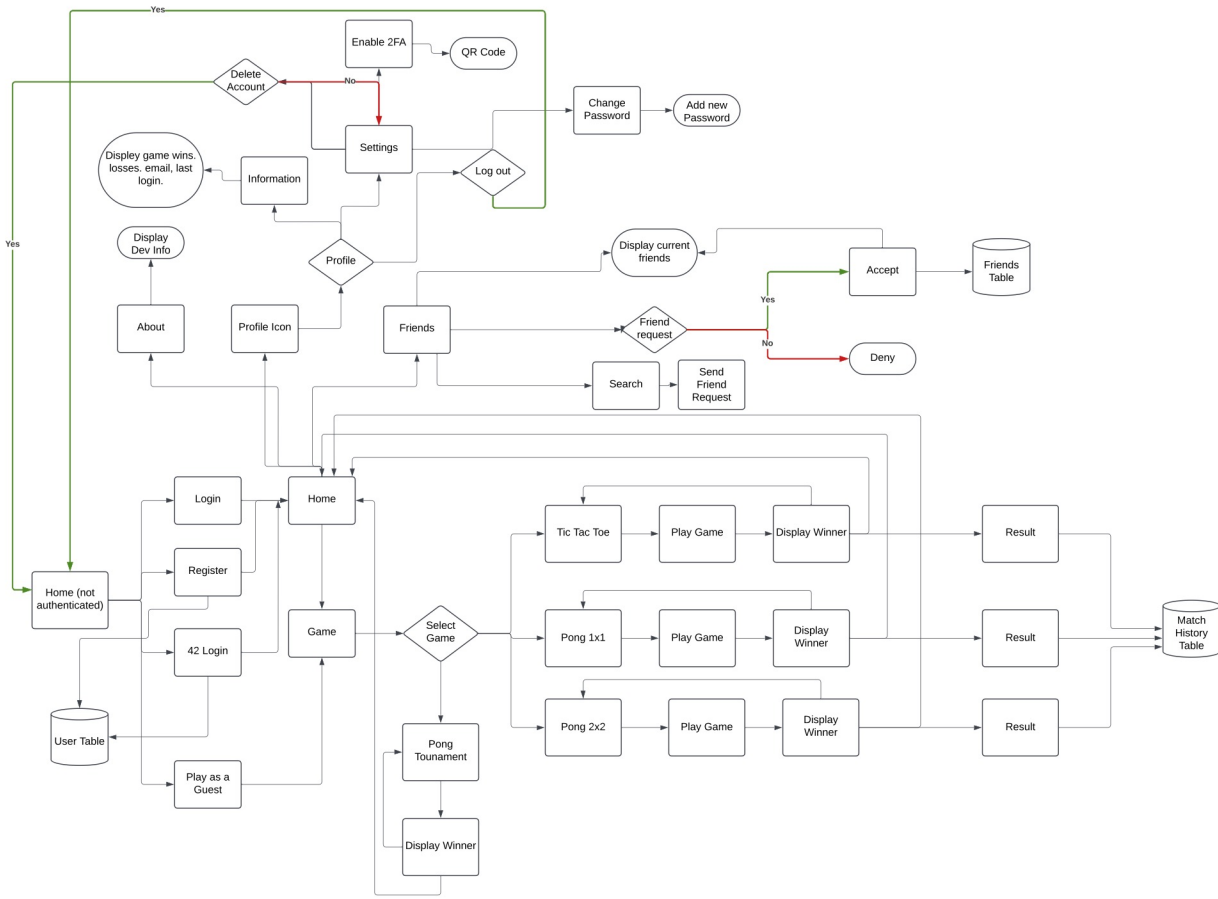 Yes
Enable 2FA
QR Code
Delete
Account
No
Change
Password
Add new
Password
Settings
Displey game wins.
losses. email, last
login.
Information
Log out
Yes
Display
Dev Info
Profile
Display current
friends
Accept
Friends
Table
Yes
About
Profile Icon
Friends
Friend
request
No
Deny
Search
Send
Friend
Request
Login
Home
Tic Tac Toe
Play Game
Display Winner
Result
Register
Home (not
authenticated)
42 Login
Game
Select
Game
Pong 1x1
Play Game
Display
Winner
Result
Match
History
Table
User Table
Pong
Tounament
Pong 2x2
Play Game
Display
Winner
Result
Play as a
Guest
Display Winner